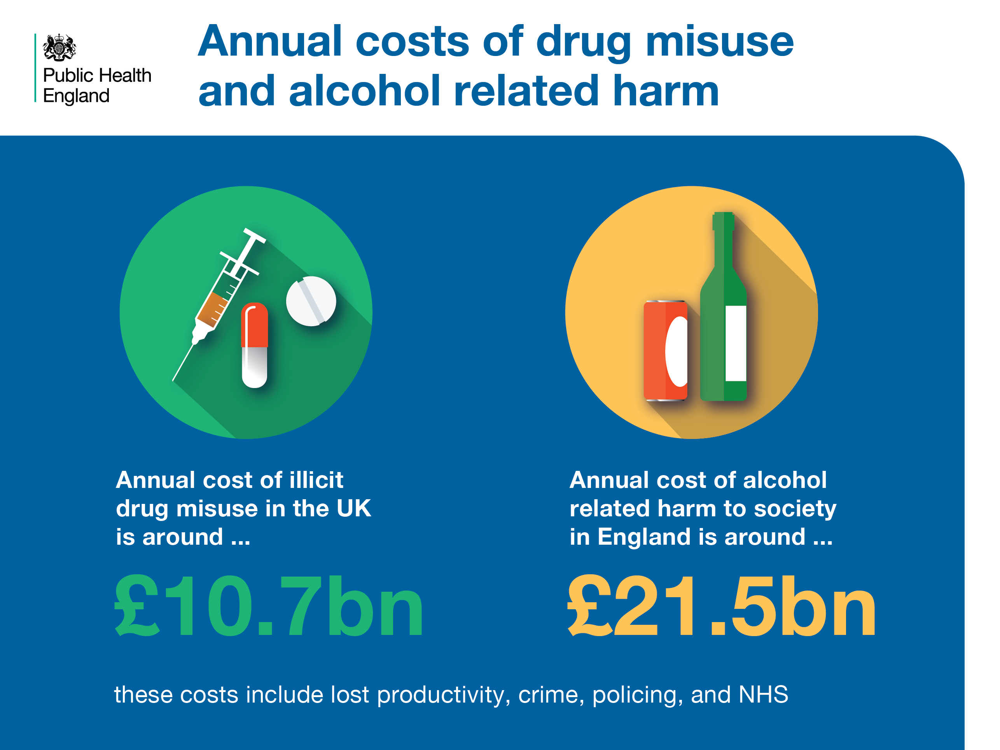 Public Health
England
Annual costs of drug misuse
and alcohol related harm
Annual cost of illicit
drug misuse in the UK
is around ...
£10.7bn
Annual cost of alcohol
related harm to society
in England is around ...
£21.5bn
these costs include lost productivity, crime, policing, and NHS